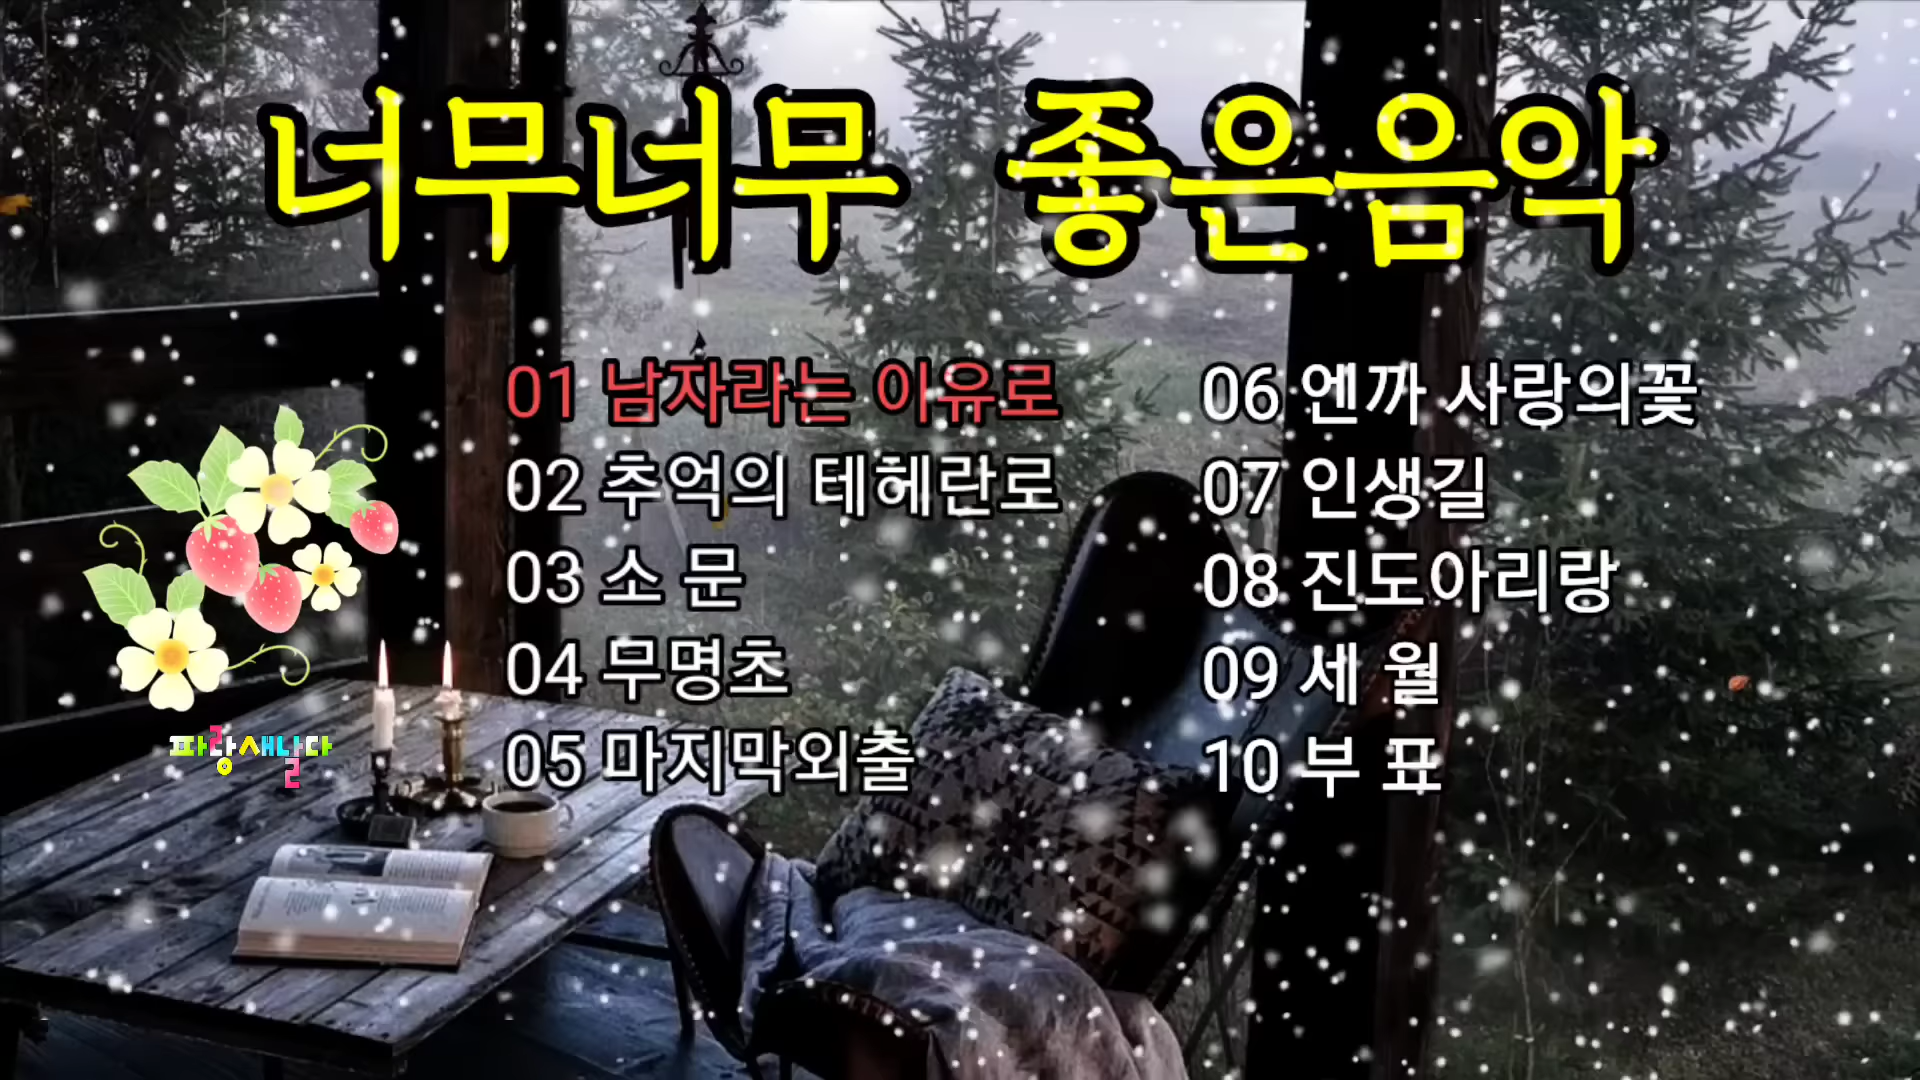 너무너무 좋은음악
01 남자라는 이유로
02 추억의 테헤란로
03 소 문
04 무명초
05 마지막외출
06 엔까 사랑의꽃
07 인생길
08 진도아리랑
09 세 월
10 부 표
파랑새날다